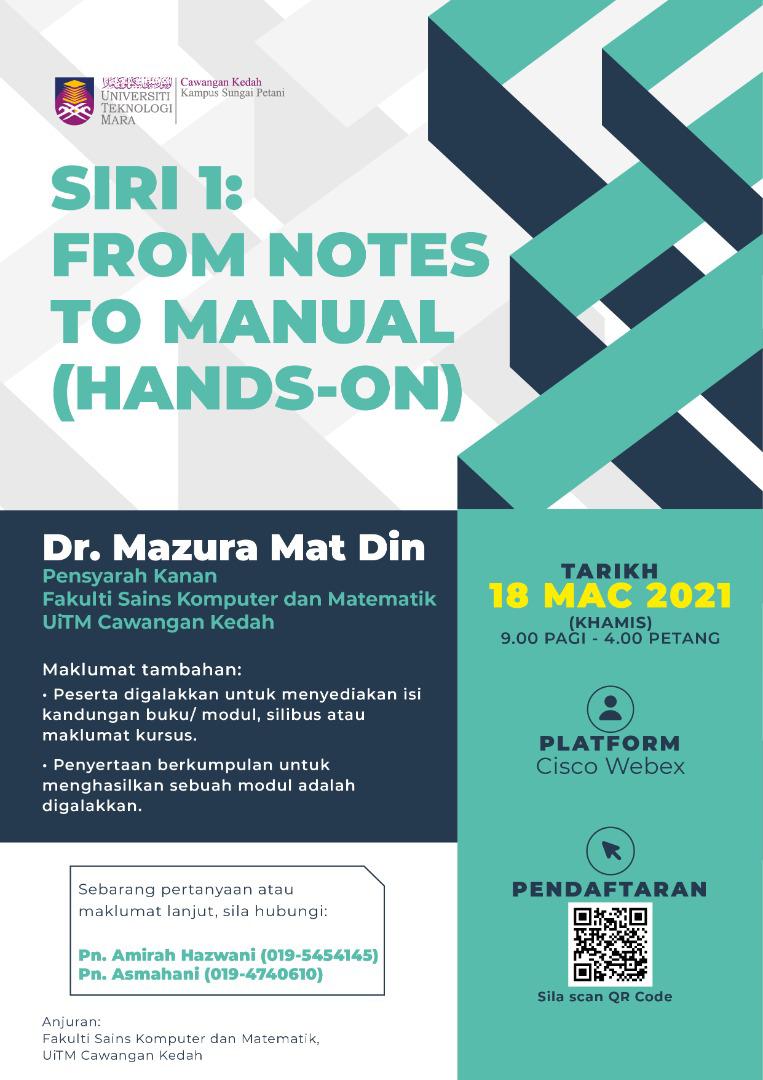 UNIVERSITI
TEKNOLOGI
MARA
Cawangan Kedah
Kampus Sungai Petani
SIRI 1:
FROM NOTES
TO MANUAL
(HANDS-ON)
Dr. Mazura Mat Din
Pensyarah Kanan
Fakulti Sains Komputer dan Matematik
UiTM Cawangan Kedah
Maklumat tambahan:
• Peserta digalakkan untuk menyediakan isi
kandungan buku/ modul, silibus atau
maklumat kursus.
• Penyertaan berkumpulan untuk
menghasilkan sebuah modul adalah
digalakkan.
TARIKH
18 MAC 2021
(KHAMIS)
9.00 PAGI - 4.00 PETANG
PLATFORM
Cisco Webex
PENDAFTARAN
Sila scan QR Code
Sebarang pertanyaan atau
maklumat lanjut, sila hubungi:
Pn. Amirah Hazwani (019-5454145)
Pn. Asmahani (019-4740610)
Anjuran:
Fakulti Sains Komputer dan Matematik,
UiTM Cawangan Kedah